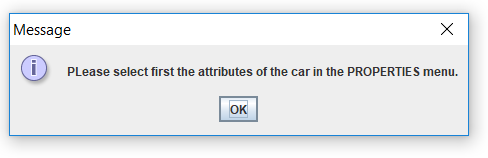 Message
PLease select first the attributes of the car in the PROPERTIES menu.
OK